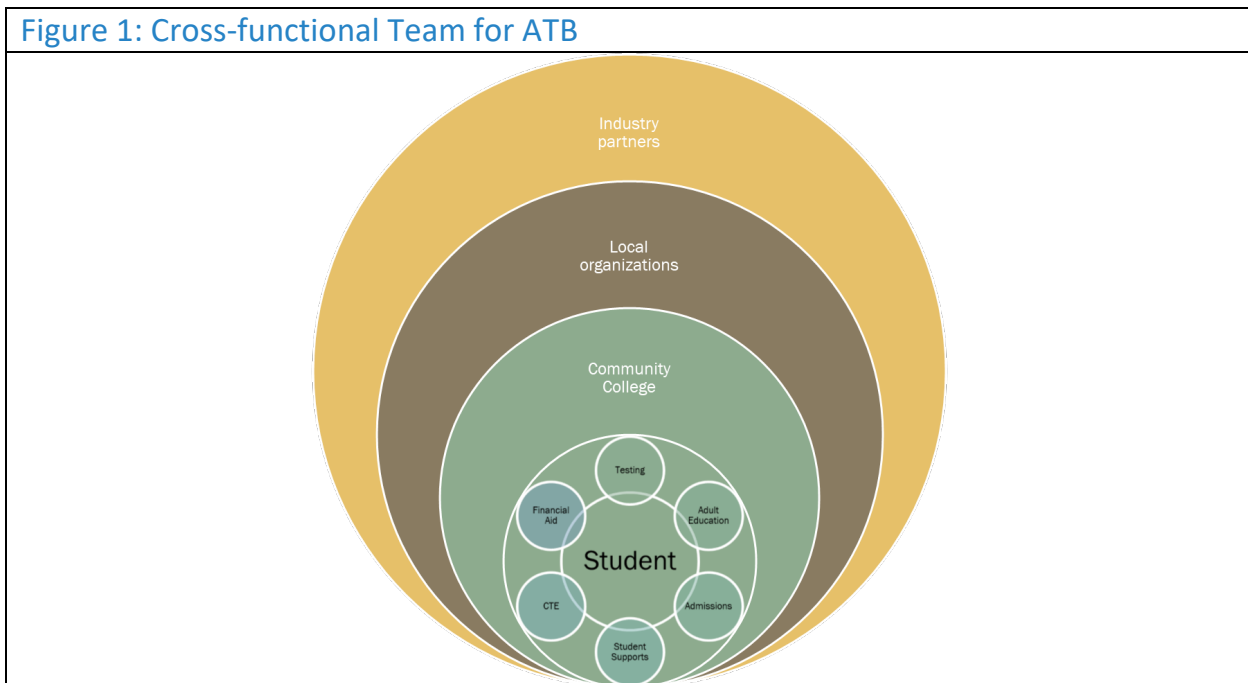 Figure 1: Cross-functional Team for ATB
Industry
partners
Local
organizations
Community
College
Testing
Financial
Aid
Adult
Education
Student
CTE
Admissions
Student
Supports